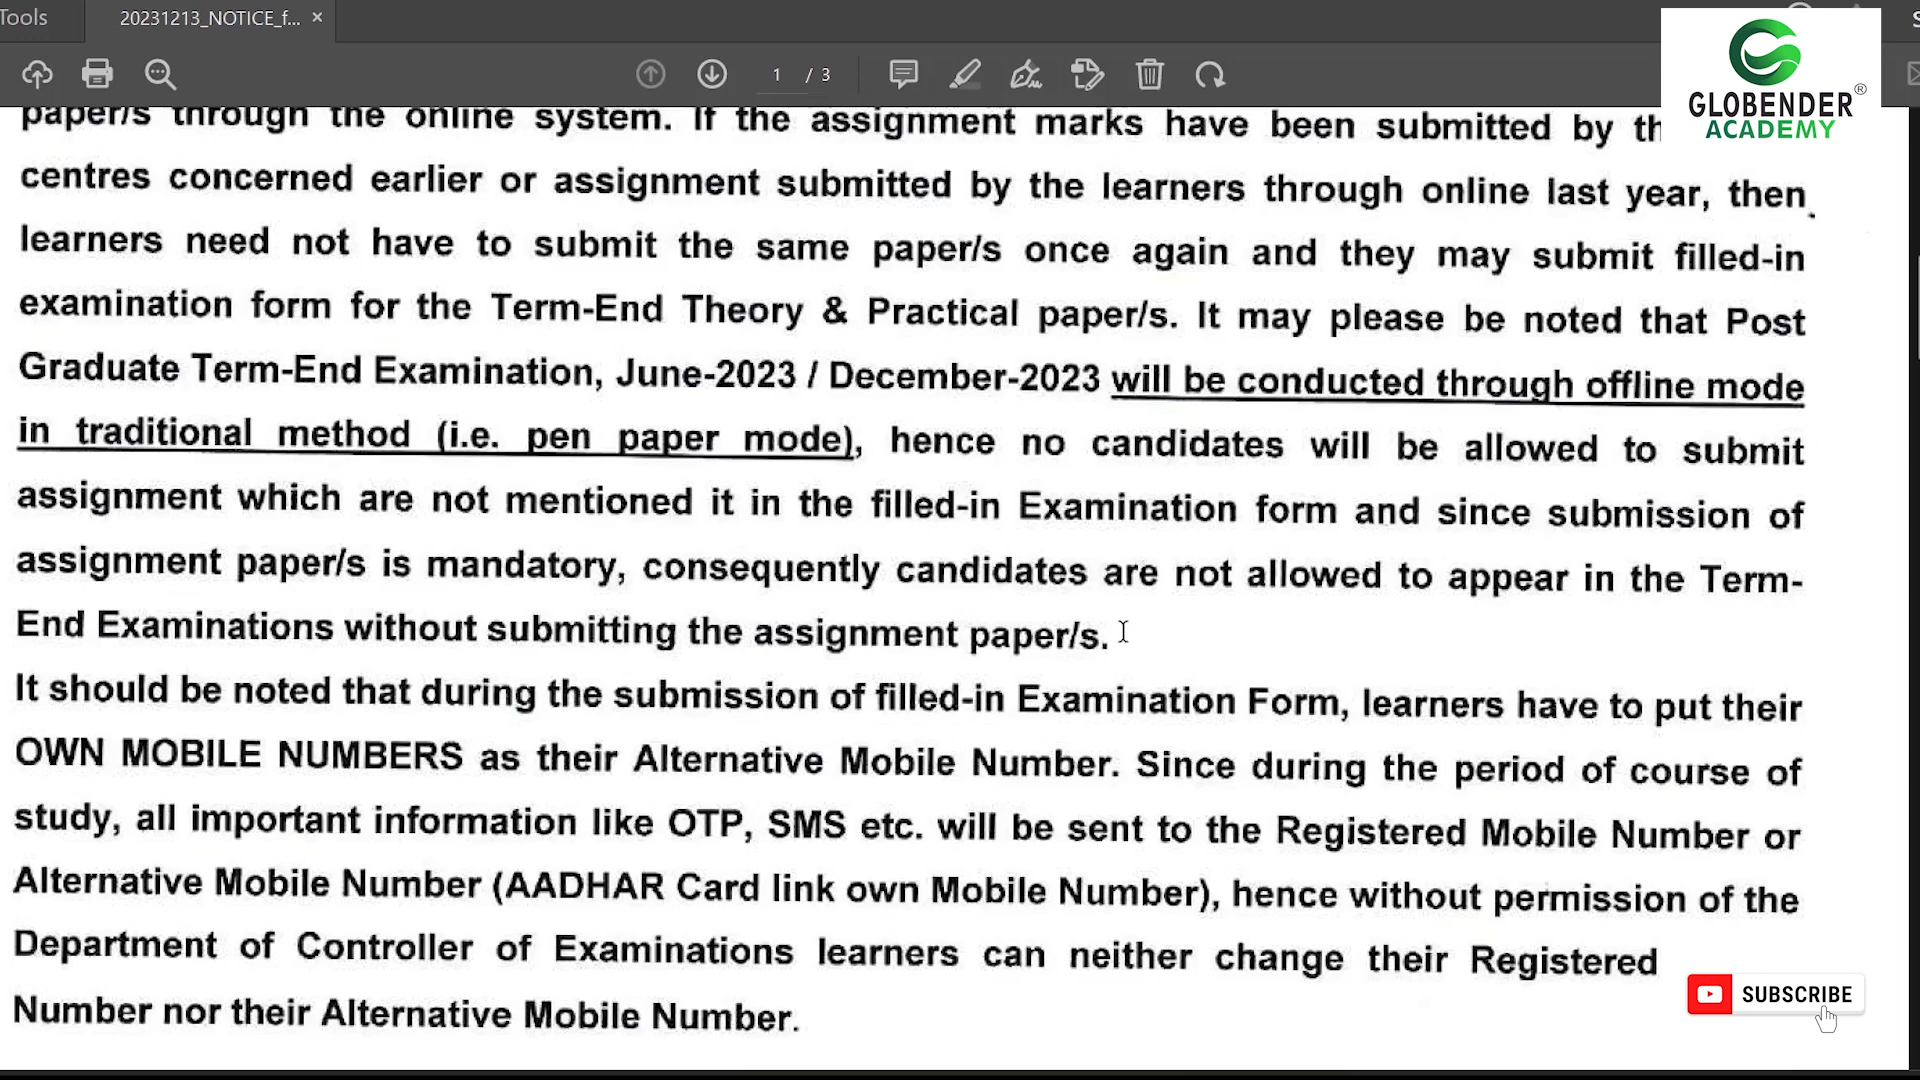 Tools
20231213_NOTICE_f... ×
1 / 3
GLOBENDER®
ACADEMY
paper/s through the online system. If the assignment marks have been submitted by
centres concerned earlier or assignment submitted by the learners through online last year, then
learners need not have to submit the same paper/s once again and they may submit filled-in
examination form for the Term-End Theory & Practical paper/s. It may please be noted that Post
Graduate Term-End Examination, June-2023 / December-2023 will be conducted through offline mode
in traditional method (i.e. pen paper mode), hence no candidates will be allowed to submit
assignment which are not mentioned it in the filled-in Examination form and since submission of
assignment paper/s is mandatory, consequently candidates are not allowed to appear in the Term-
End Examinations without submitting the assignment paper/s.
It should be noted that during the submission of filled-in Examination Form, learners have to put their
OWN MOBILE NUMBERS as their Alternative Mobile Number. Since during the period of course of
study, all important information like OTP, SMS etc. will be sent to the Registered Mobile Number or
Alternative Mobile Number (AADHAR Card link own Mobile Number), hence without permission of the
Department of Controller of Examinations learners can neither change their Registered
Number nor their Alternative Mobile Number.
SUBSCRIBE